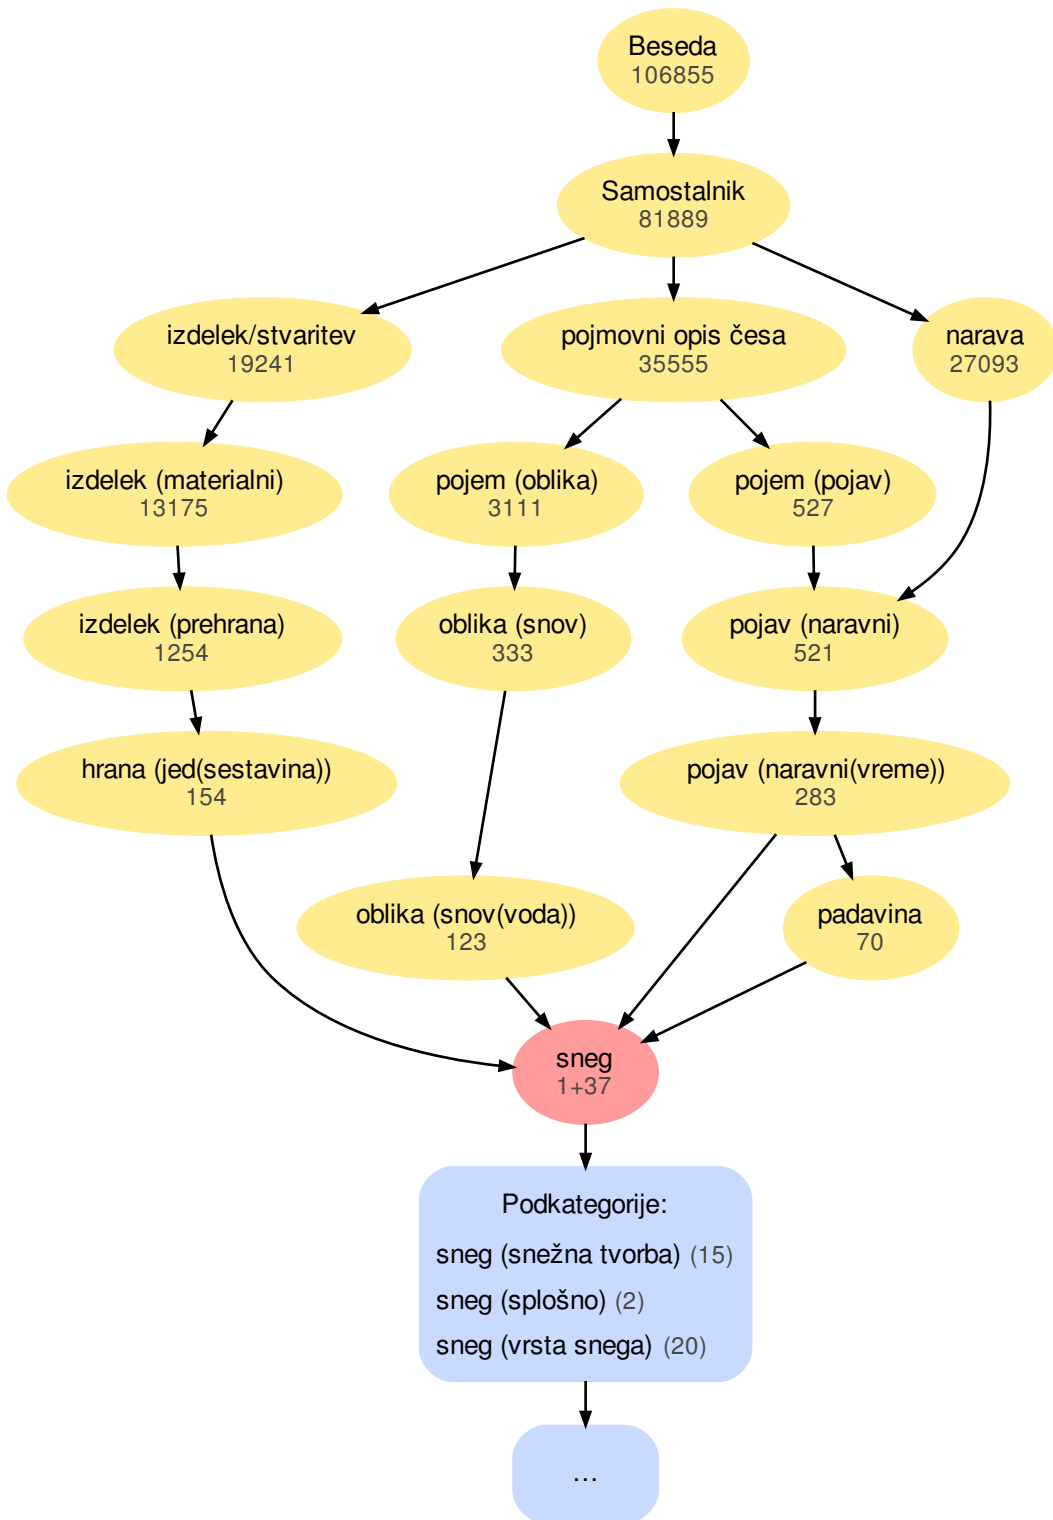 Beseda
106855
Samostalnik
81889
izdelek/stvaritev
19241
pojmovni opis česa
35555
narava
27093
izdelek (materialni)
13175
pojem (oblika)
3111
pojem (pojav)
527
izdelek (prehrana)
1254
oblika (snov)
333
pojav (naravni)
521
hrana (jed(sestavina))
154
pojav (naravni(vreme))
283
oblika (snov(voda))
123
padavina
70
sneg
1+37
Podkategorije:
sneg (snežna tvorba) (15)
sneg (splošno) (2)
sneg (vrsta snega) (20)
...